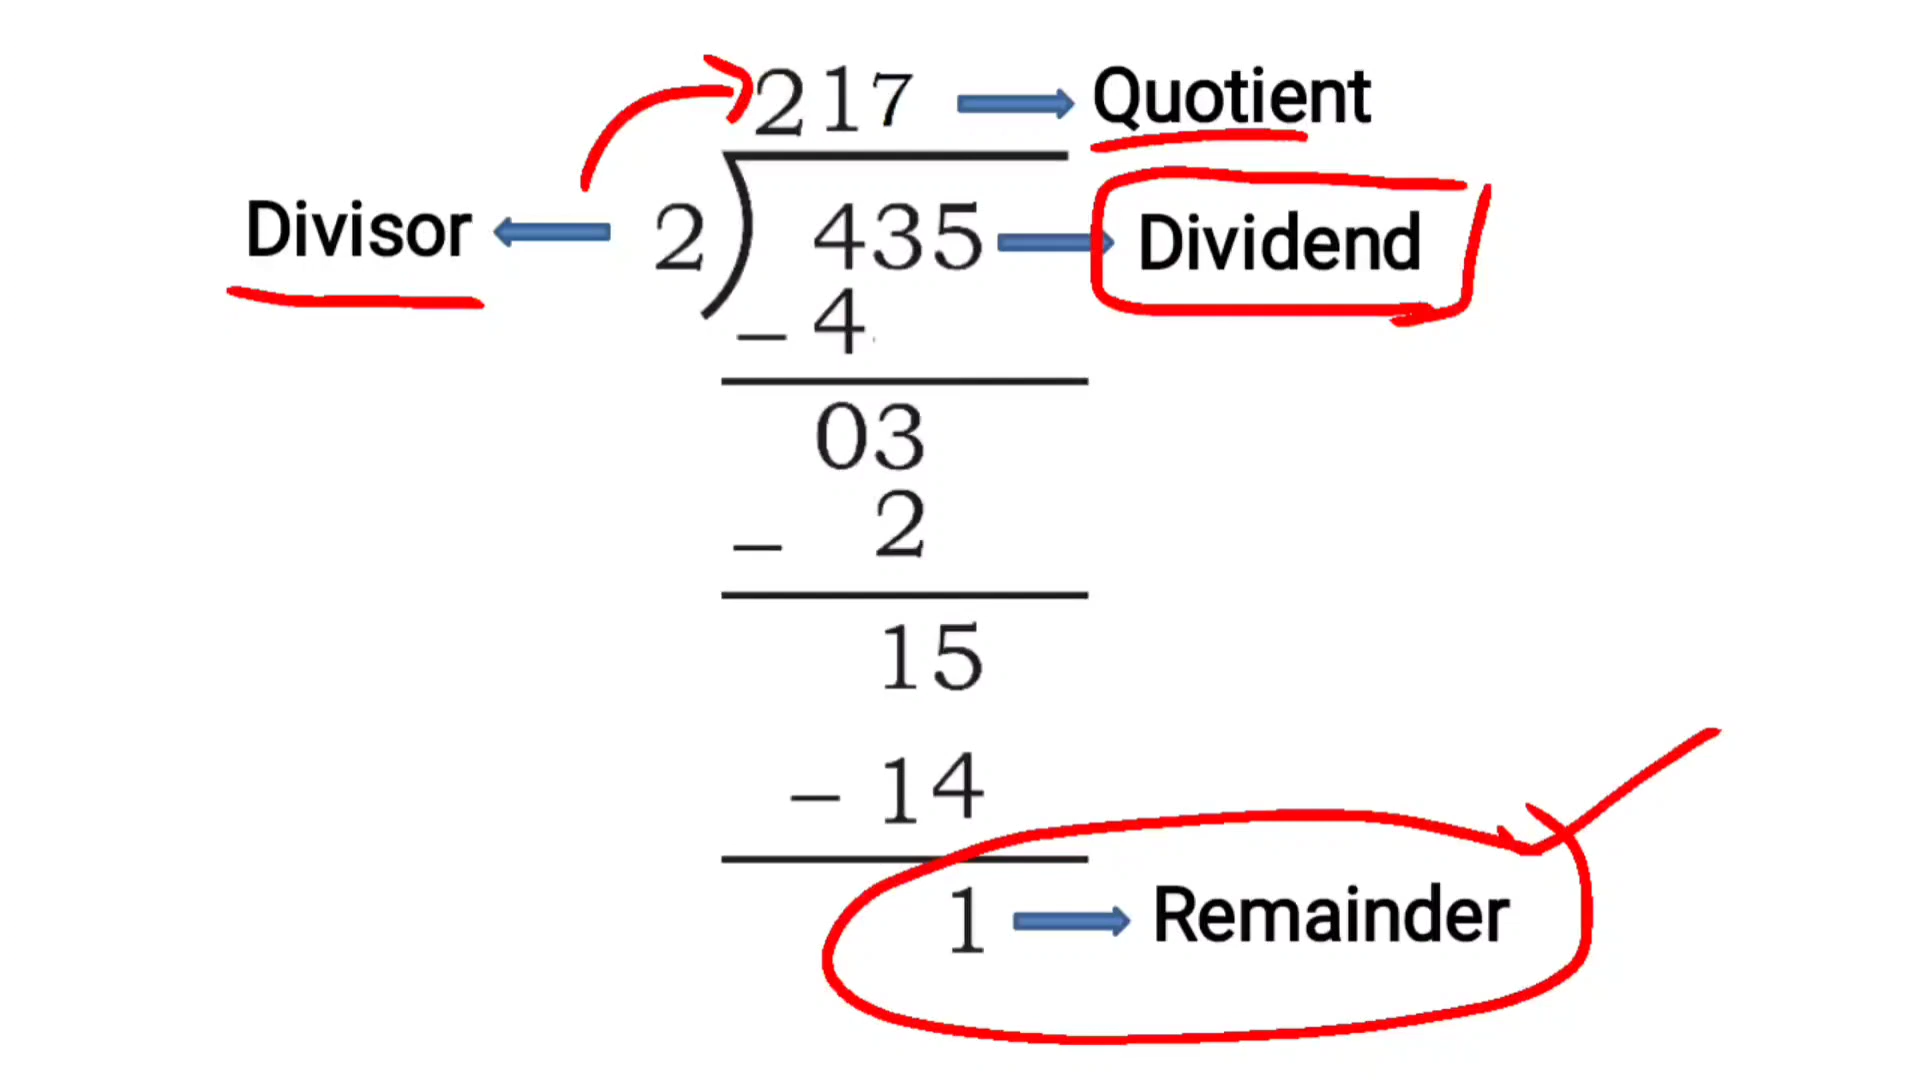 217 Quotient
Divisor 2 435 Dividend
– 4
03
– 2
15
– 14
1 Remainder